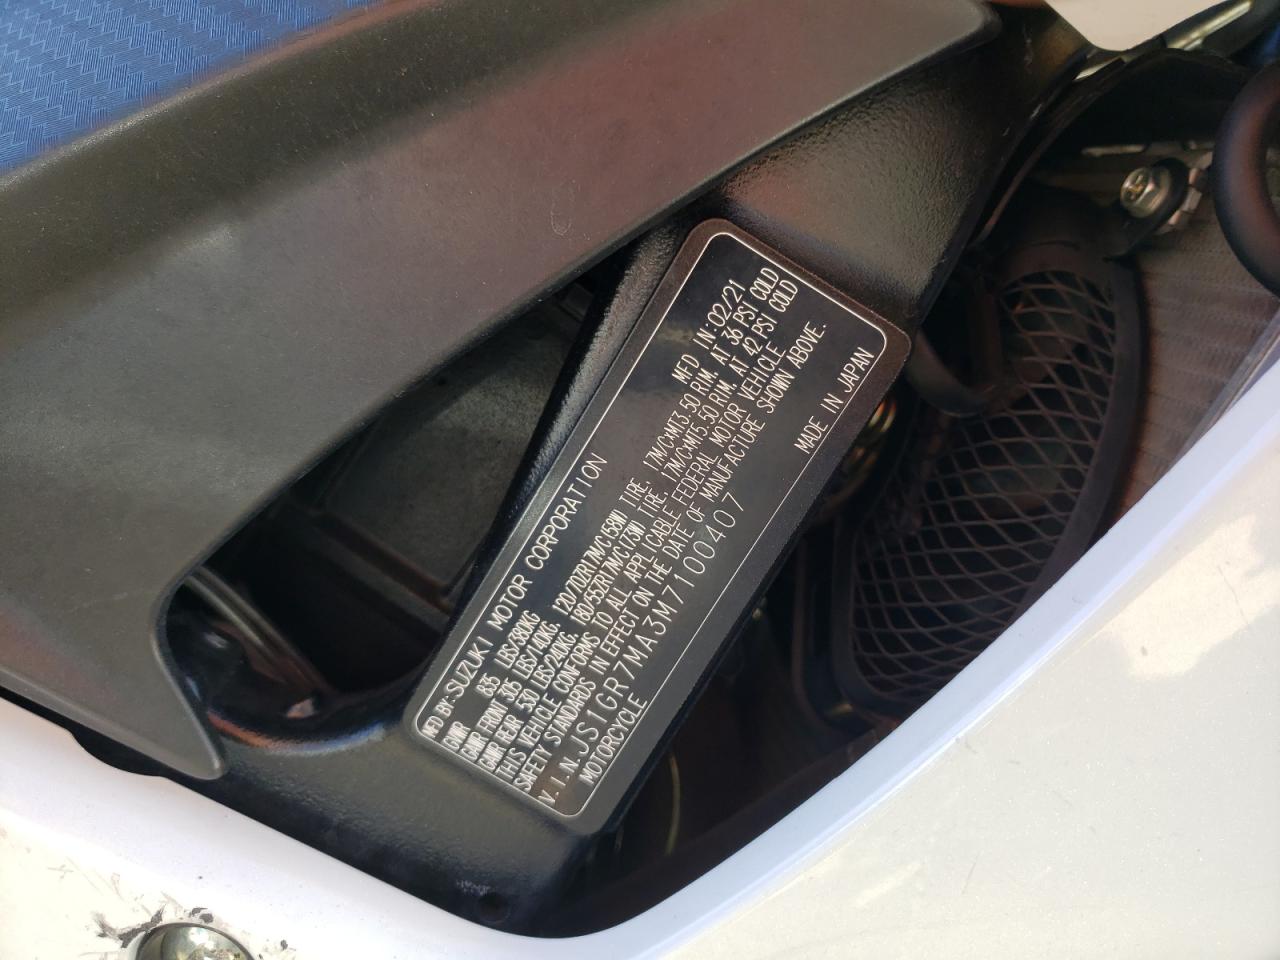 MFD BY:SUZUKI MOTOR CORPORATION MFD IN:02/21
GVWR 835 LBS/380KG
GAWR FRONT 305 LBS/140KG. 120/70ZR17M/C(58W) TIRE, 17M/CxMT3.50 RIM. AT 36 PSI COLD
GAWR REAR 530 LBS/240KG. 180/55ZR17M/C(73W) TIRE, 17M/CxMT5.50 RIM. AT 42 PSI COLD
THIS VEHICLE CONFORMS TO ALL APPLICABLE FEDERAL MOTOR VEHICLE
SAFETY STANDARDS IN EFFECT ON THE DATE OF MANUFACTURE SHOWN ABOVE.
V.I.N.JS1GR7MA3M7100407
MOTORCYCLE MADE IN JAPAN